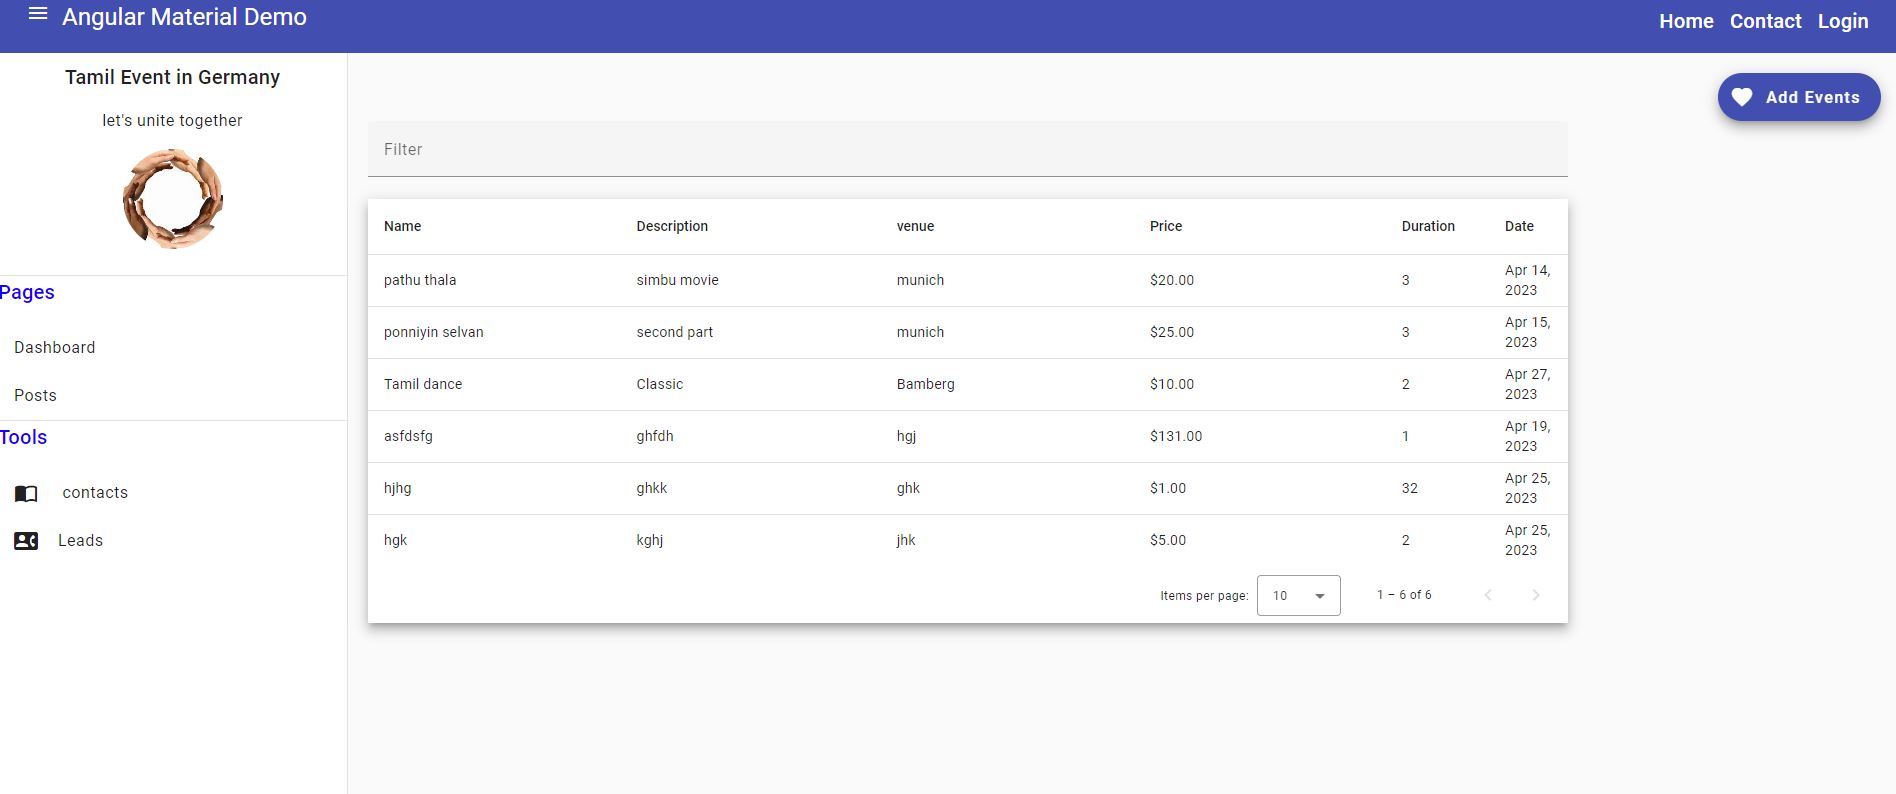 Angular Material Demo
Home Contact Login
Tamil Event in Germany
let's unite together
Pages
Dashboard
Posts
Tools
contacts
Leads
Add Events
Filter
Name Description venue Price Duration Date
pathu thala simbu movie munich $20.00 3 Apr 14, 2023
ponniyin selvan second part munich $25.00 3 Apr 15, 2023
Tamil dance Classic Bamberg $10.00 2 Apr 27, 2023
asfdsfg ghfdh hgj $131.00 1 Apr 19, 2023
hjhg ghkk ghk $1.00 32 Apr 25, 2023
hgk kghj jhk $5.00 2 Apr 25, 2023
Items per page: 10 1 – 6 of 6